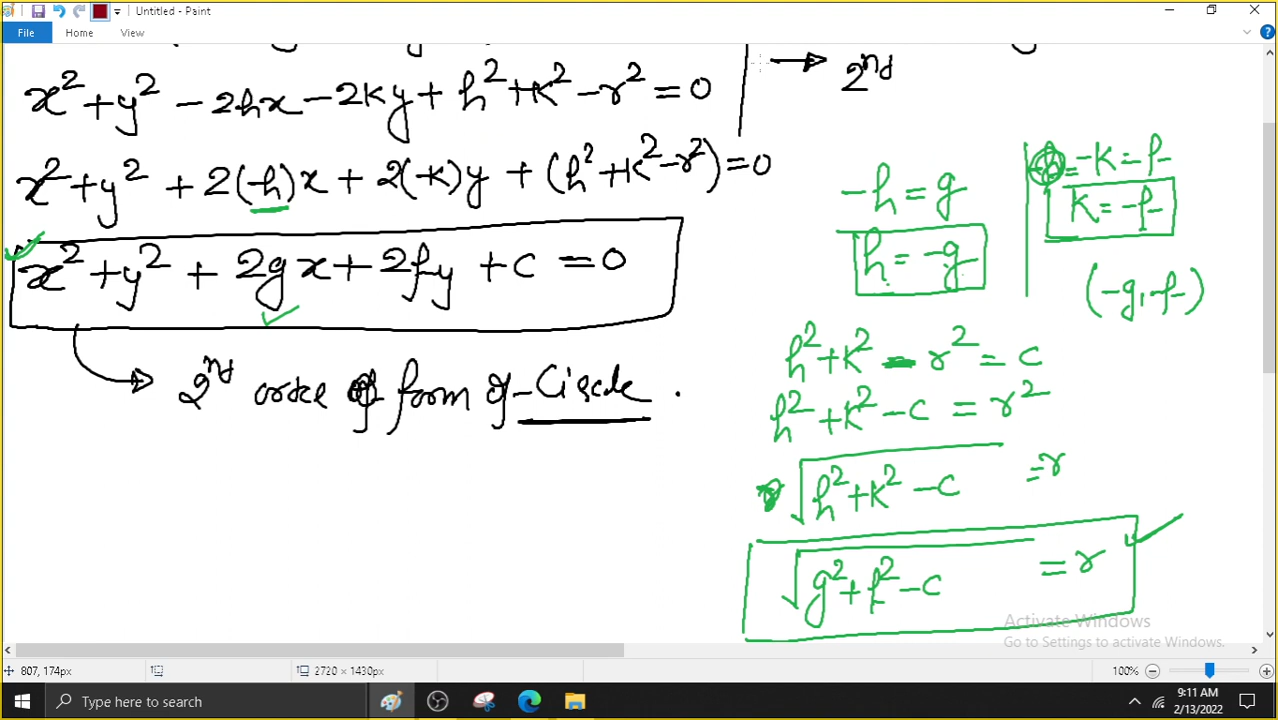 Untitled - Paint
File Home View
x² + y² - 2hx - 2ky + h² + k² - r² = 0
x² + y² + 2(-h)x + 2(-k)y + (h² + k² - r²) = 0
x² + y² + 2gx + 2fy + c = 0
2nd form of Circle.
2nd
-h = g
h = -g
-k = f
k = -f
(-g, -f)
h² + k² - r² = c
h² + k² - c = r²
√h² + k² - c = r
√g² + f² - c = r
Activate Windows
Go to Settings to activate Windows.
807, 174px 2720 × 1430px 100%
Type here to search
9:11 AM
2/13/2022